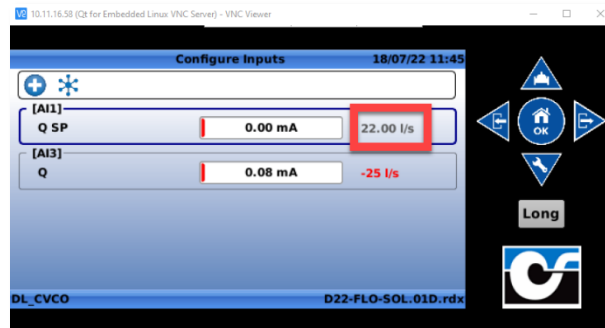 10.11.16.58 (Qt for Embedded Linux VNC Server) - VNC Viewer
Configure Inputs 18/07/22 11:45
[AI1]
Q SP 0.00 mA 22.00 l/s
[AI3]
Q 0.08 mA -25 l/s
OK
Long
DL_CVCO D22-FLO-SOL.01D.rdx